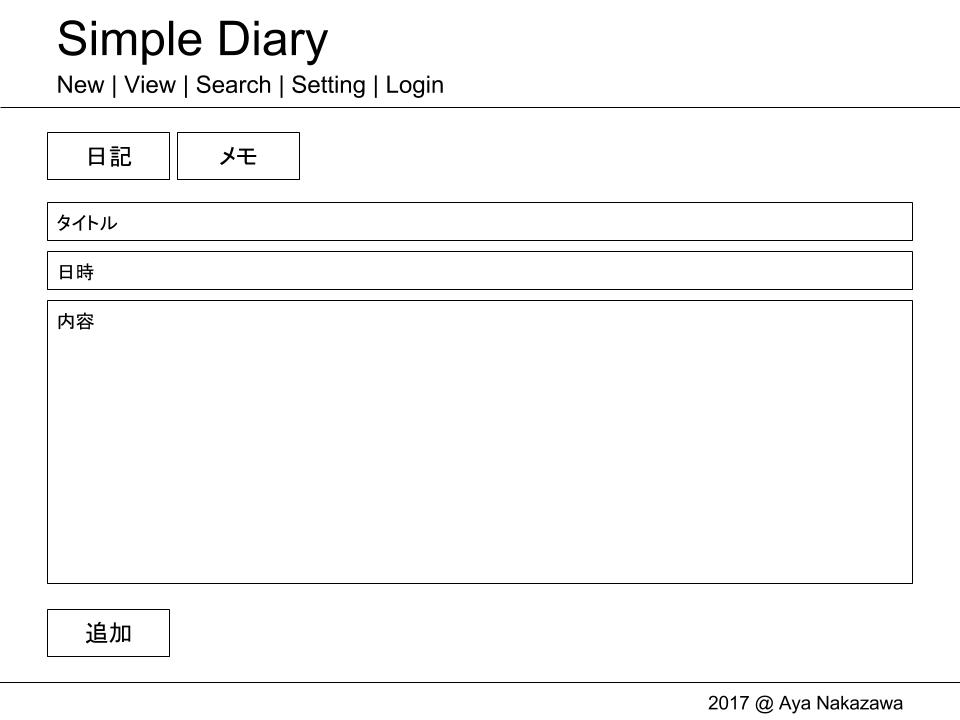 Simple Diary
New | View | Search | Setting | Login
日記 メモ
タイトル
日時
内容
追加
2017 @ Aya Nakazawa